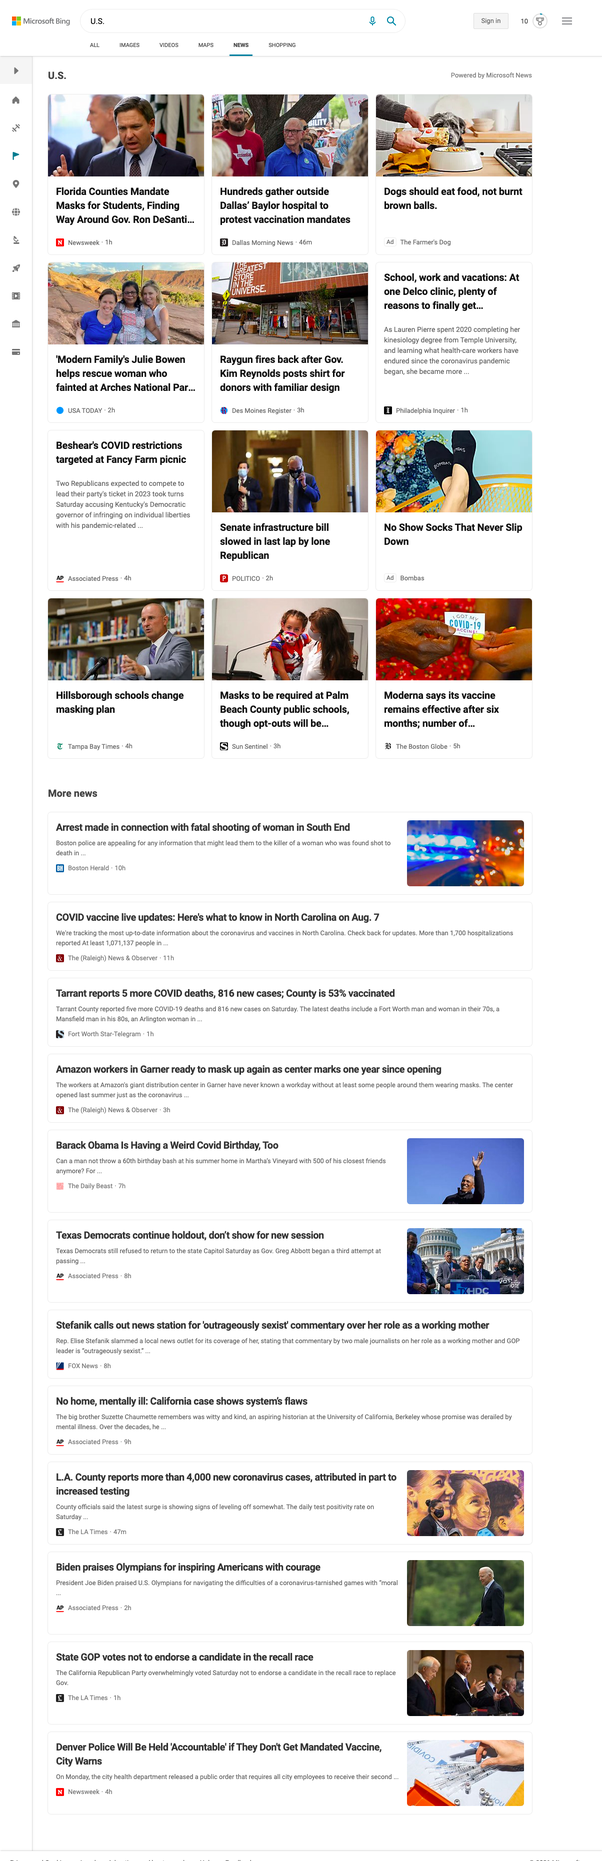 Microsoft Bing
U.S.
Sign in
10
ALL
IMAGES
VIDEOS
MAPS
NEWS
SHOPPING
U.S.
Powered by Microsoft News
Florida Counties Mandate
Masks for Students, Finding
Way Around Gov. Ron DeSanti...
Newsweek · 1h
Hundreds gather outside
Dallas' Baylor hospital to
protest vaccination mandates
Dallas Morning News · 46m
Dogs should eat food, not burnt
brown balls.
Ad The Farmer's Dog
'Modern Family's Julie Bowen
helps rescue woman who
fainted at Arches National Par...
USA TODAY · 2h
GREATEST
STORE
IN THE
UNIVERSE.
Raygun fires back after Gov.
Kim Reynolds posts shirt for
donors with familiar design
Des Moines Register · 3h
School, work and vacations: At
one Delco clinic, plenty of
reasons to finally get...
As Lauren Pierre spent 2020 completing her
kinesiology degree from Temple University,
and learning what health-care workers have
endured since the coronavirus pandemic
began, she became more ...
Philadelphia Inquirer · 1h
Beshear's COVID restrictions
targeted at Fancy Farm picnic
Two Republicans expected to compete to
lead their party's ticket in 2023 took turns
Saturday accusing Kentucky's Democratic
governor of infringing on individual liberties
with his pandemic-related ...
AP Associated Press · 4h
Senate infrastructure bill
slowed in last lap by lone
Republican
POLITICO · 2h
No Show Socks That Never Slip
Down
Ad Bombas
Hillsborough schools change
masking plan
Tampa Bay Times · 4h
Masks to be required at Palm
Beach County public schools,
though opt-outs will be...
Sun Sentinel · 3h
I GOT MY
COVID-19
VACCINE!
Moderna says its vaccine
remains effective after six
months; number of...
The Boston Globe · 5h
More news
Arrest made in connection with fatal shooting of woman in South End
Boston police are appealing for any information that might lead them to the killer of a woman who was found shot to
death in ...
Boston Herald · 10h
COVID vaccine live updates: Here's what to know in North Carolina on Aug. 7
We're tracking the most up-to-date information about the coronavirus and vaccines in North Carolina. Check back for updates. More than 1,700 hospitalizations
reported At least 1,071,137 people in ...
The (Raleigh) News & Observer · 11h
Tarrant reports 5 more COVID deaths, 816 new cases; County is 53% vaccinated
Tarrant County reported five more COVID-19 deaths and 816 new cases on Saturday. The latest deaths include a Fort Worth man and woman in their 70s, a
Mansfield man in his 80s, an Arlington woman in ...
Fort Worth Star-Telegram · 1h
Amazon workers in Garner ready to mask up again as center marks one year since opening
The workers at Amazon's giant distribution center in Garner have never known a workday without at least some people around them wearing masks. The center
opened last summer just as the coronavirus ...
The (Raleigh) News & Observer · 3h
Barack Obama Is Having a Weird Covid Birthday, Too
Can a man not throw a 60th birthday bash at his summer home in Martha's Vineyard with 500 of his closest friends
anymore? For ...
The Daily Beast · 7h
Texas Democrats continue holdout, don't show for new session
Texas Democrats still refused to return to the state Capitol Saturday as Gov. Greg Abbott began a third attempt at
passing ...
AP Associated Press · 8h
Stefanik calls out news station for 'outrageously sexist' commentary over her role as a working mother
Rep. Elise Stefanik slammed a local news outlet for its coverage of her, stating that commentary by two male journalists on her role as a working mother and GOP
leader is "outrageously sexist." ...
FOX News · 8h
No home, mentally ill: California case shows system's flaws
The big brother Suzette Chaumette remembers was witty and kind, an aspiring historian at the University of California, Berkeley whose promise was derailed by
mental illness. Over the decades, he ...
AP Associated Press · 9h
L.A. County reports more than 4,000 new coronavirus cases, attributed in part to
increased testing
County officials said the latest surge is showing signs of leveling off somewhat. The daily test positivity rate on
Saturday ...
The LA Times · 47m
Biden praises Olympians for inspiring Americans with courage
President Joe Biden praised U.S. Olympians for navigating the difficulties of a coronavirus-tarnished games with "moral
...
AP Associated Press · 2h
State GOP votes not to endorse a candidate in the recall race
The California Republican Party overwhelmingly voted Saturday not to endorse a candidate in the recall race to replace
Gov.
The LA Times · 1h
Denver Police Will Be Held 'Accountable' if They Don't Get Mandated Vaccine,
City Warns
On Monday, the city health department released a public order that requires all city employees to receive their second ...
Newsweek · 4h